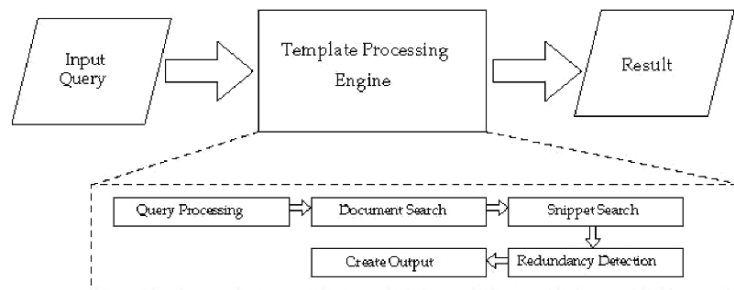 Input
Query
Template Processing
Engine
Result
Query Processing
Document Search
Snippet Search
Redundancy Detection
Create Output